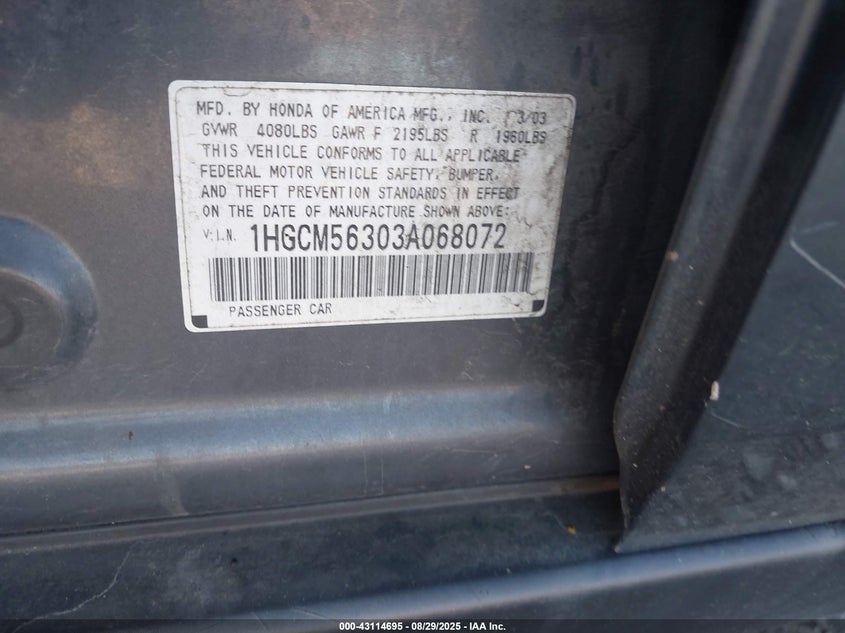 MFD. BY HONDA OF AMERICA MFG., INC. 3/03
GVWR 4080LBS GAWR F 2195LBS R 1960LBS
THIS VEHICLE CONFORMS TO ALL APPLICABLE
FEDERAL MOTOR VEHICLE SAFETY, BUMPER,
AND THEFT PREVENTION STANDARDS IN EFFECT
ON THE DATE OF MANUFACTURE SHOWN ABOVE.
V.I.N. 1HGCM56303A068072
PASSENGER CAR
000-43114695 - 08/29/2025 - IAA Inc.